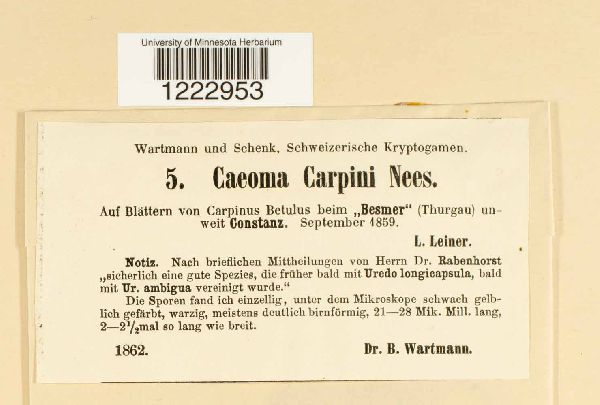 University of Minnesota Herbarium
1222953
Wartmann und Schenk, Schweizerische Kryptogamen.
5. Caeoma Carpini Nees.
Auf Blättern von Carpinus Betulus beim „Besmer“ (Thurgau) un-
weit Constanz. September 1859.
L. Leiner.
Notiz. Nach brieflichen Mittheilungen von Herrn Dr. Rabenhorst
„sicherlich eine gute Spezies, die früher bald mit Uredo longicapsula, bald
mit Ur. ambigua vereinigt wurde.“
Die Sporen fand ich einzellig, unter dem Mikroskope schwach gelb-
lich gefärbt, warzig, meistens deutlich birnförmig, 21—28 Mik. Mill. lang,
2—2½mal so lang wie breit.
1862. Dr. B. Wartmann.